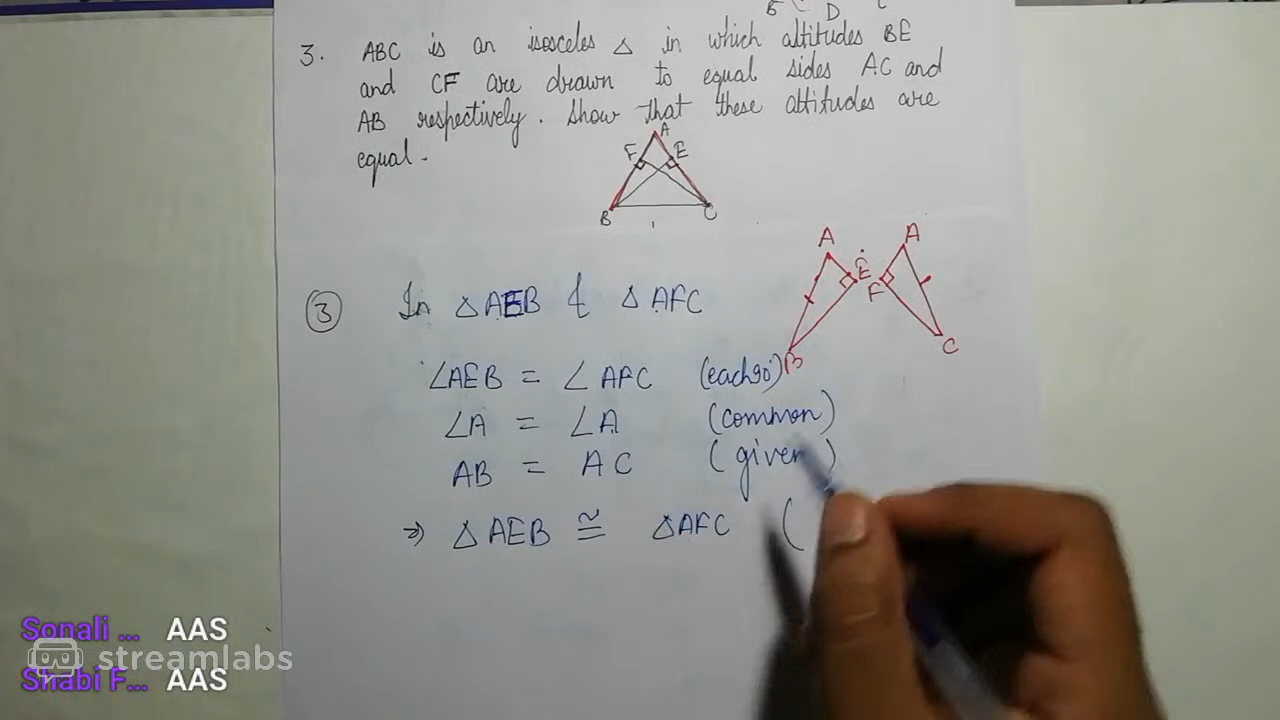 D
3. ABC is an isosceles △ in which altitudes BE
and CF are drawn to equal sides AC and
AB respectively. Show that these altitudes are
equal.
A
F E
B C
A A
E
F
B C
③ In △AEB & △AFC
∠AEB = ∠AFC (each 90°)
∠A = ∠A (common)
AB = AC (given)
⇒ △AEB ≅ △AFC (
Sonali ... AAS
streamlabs
Shabi F... AAS